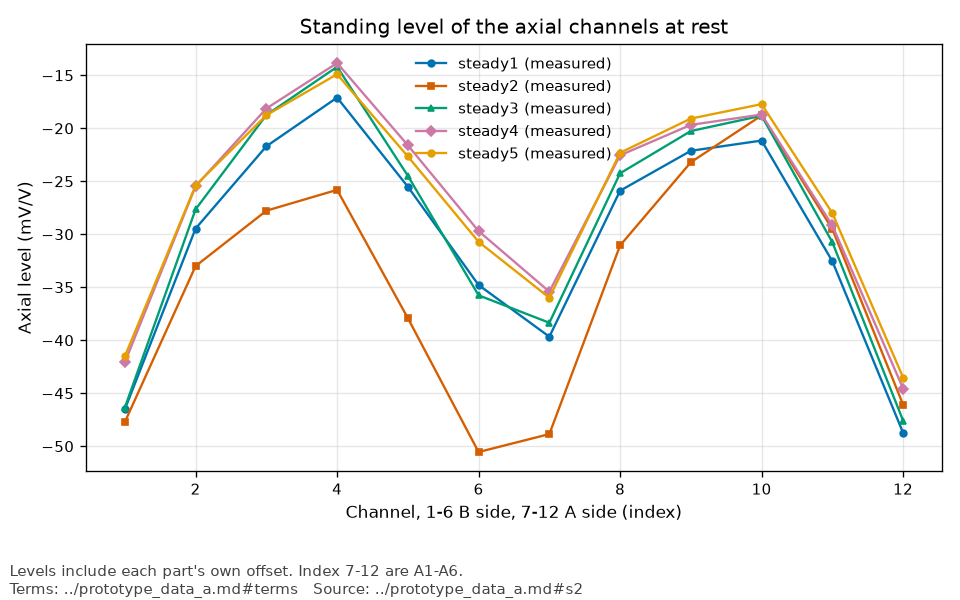 Standing level of the axial channels at rest
steady1 (measured)
steady2 (measured)
steady3 (measured)
steady4 (measured)
steady5 (measured)
Axial level (mV/V)
−15
−20
−25
−30
−35
−40
−45
−50
2 4 6 8 10 12
Channel, 1-6 B side, 7-12 A side (index)
Levels include each part's own offset. Index 7-12 are A1-A6.
Terms: ../prototype_data_a.md#terms Source: ../prototype_data_a.md#s2